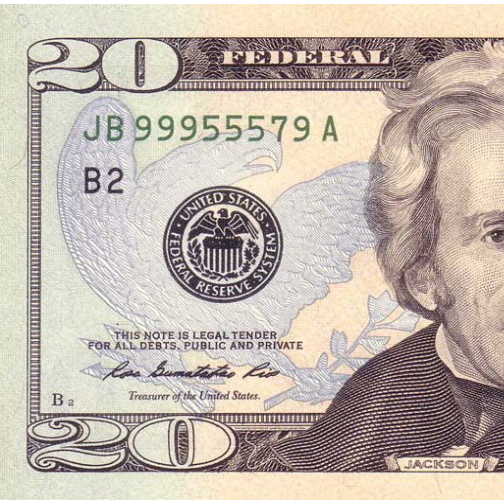 20 FEDERAL
JB 99955579 A
B2
UNITED STATES
FEDERAL RESERVE SYSTEM
THIS NOTE IS LEGAL TENDER
FOR ALL DEBTS, PUBLIC AND PRIVATE
Rosa Gumataotao Rios
B 2 Treasurer of the United States.
20
JACKSON